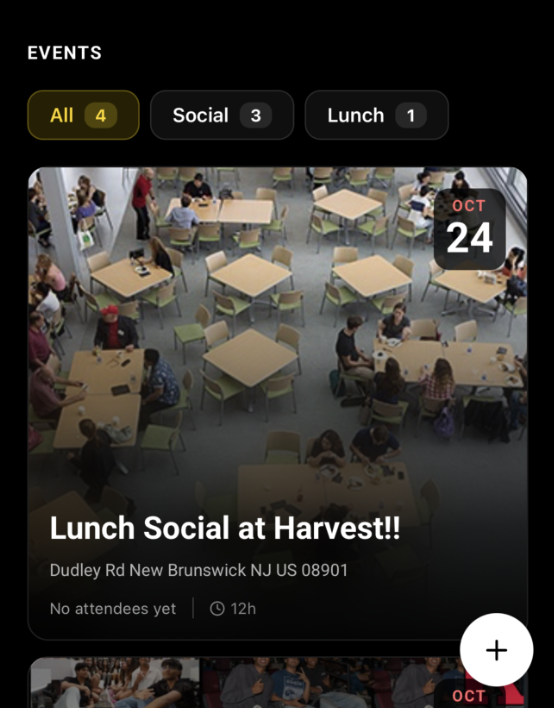 EVENTS
All 4 Social 3 Lunch 1
OCT
24
Lunch Social at Harvest!!
Dudley Rd New Brunswick NJ US 08901
No attendees yet 12h
OCT